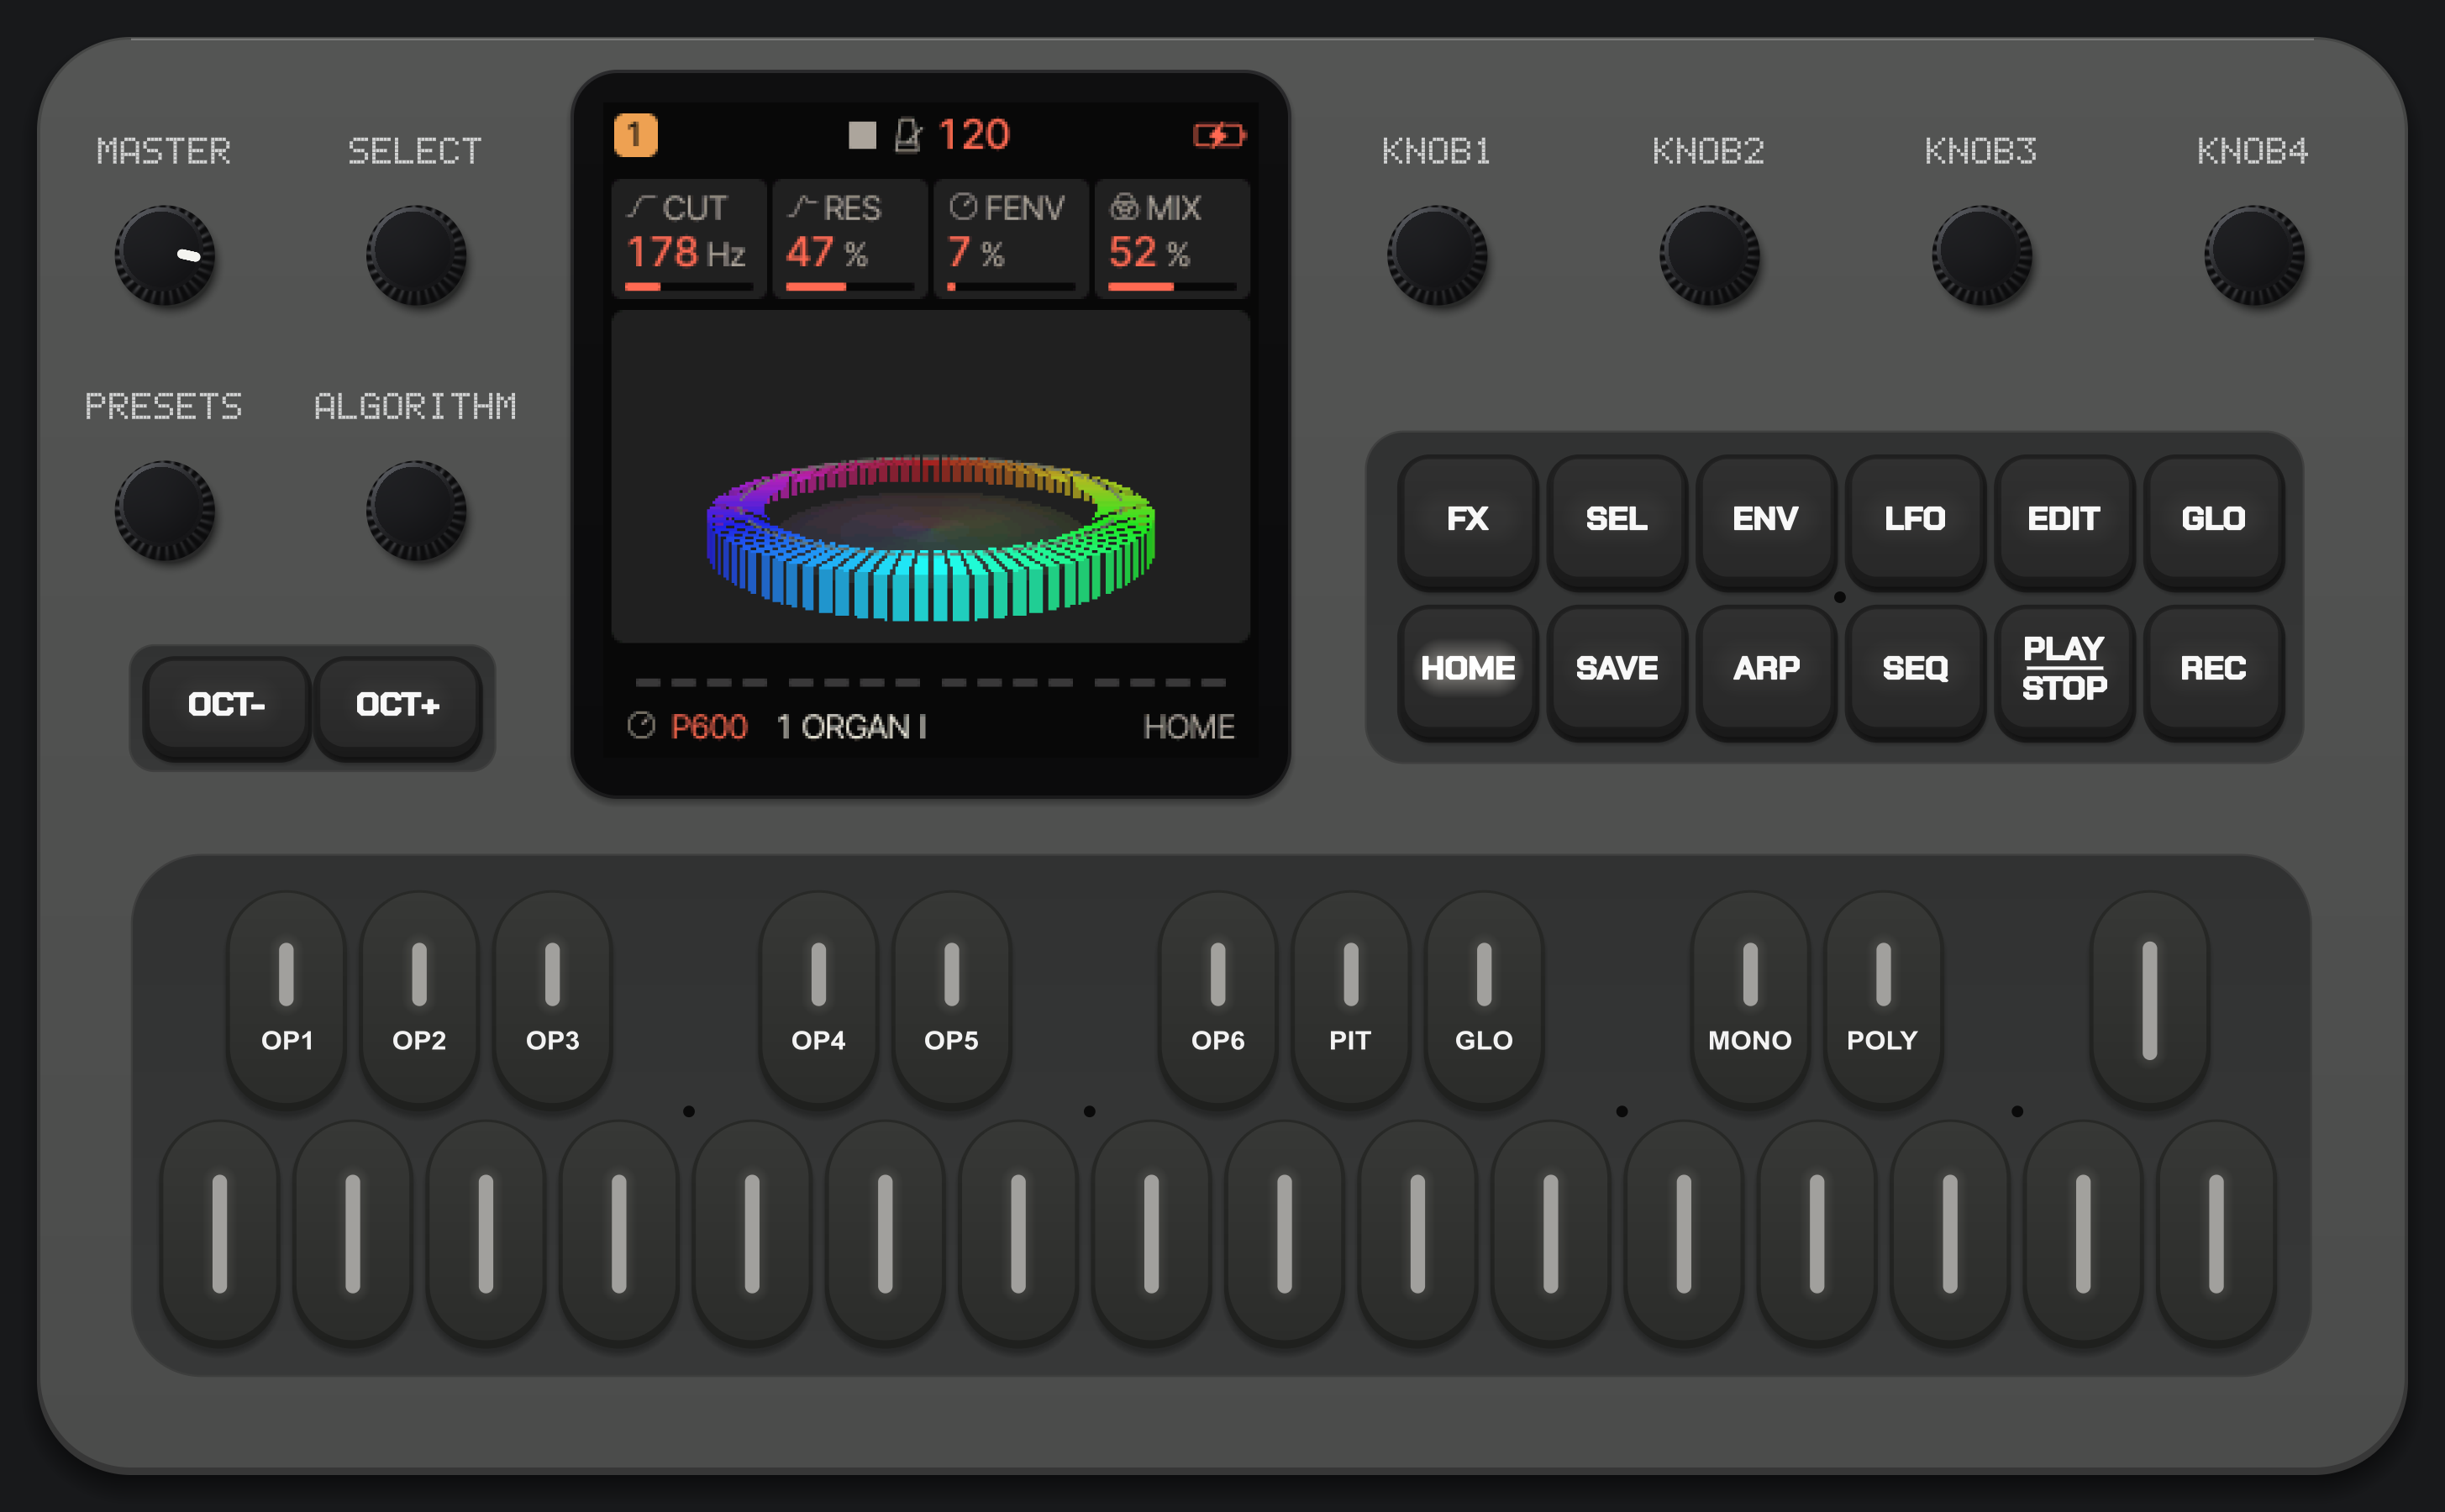 MASTER
SELECT
PRESETS
ALGORITHM
OCT-
OCT+
1
120
CUT
178 Hz
RES
47 %
FENV
7 %
MIX
52 %
P600 1 ORGAN I HOME
KNOB1
KNOB2
KNOB3
KNOB4
FX
SEL
ENV
LFO
EDIT
GLO
HOME
SAVE
ARP
SEQ
PLAY
STOP
REC
OP1
OP2
OP3
OP4
OP5
OP6
PIT
GLO
MONO
POLY